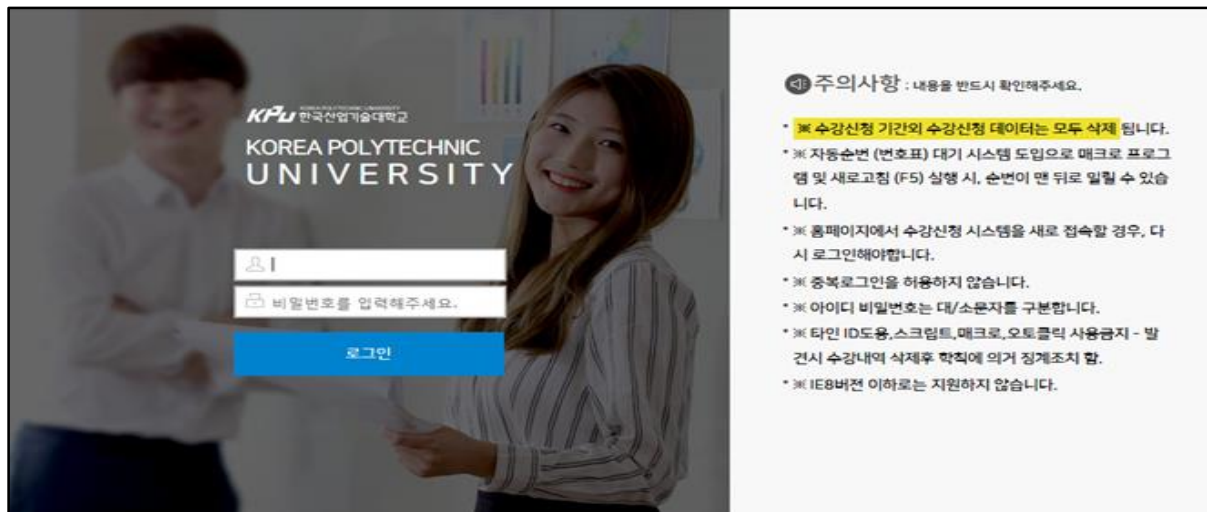 KPU 한국산업기술대학교
KOREA POLYTECHNIC
UNIVERSITY
비밀번호를 입력해주세요.
로그인
주의사항 : 내용을 반드시 확인해주세요.
* ※ 수강신청 기간외 수강신청 데이터는 모두 삭제 됩니다.
* ※ 자동순번 (번호표) 대기 시스템 도입으로 매크로 프로그
램 및 새로고침 (F5) 실행 시, 순번이 맨 뒤로 밀릴 수 있습
니다.
* ※ 홈페이지에서 수강신청 시스템을 새로 접속할 경우, 다
시 로그인해야합니다.
* ※ 중복로그인을 허용하지 않습니다.
* ※ 아이디 비밀번호는 대/소문자를 구분합니다.
* ※ 타인 ID도용,스크립트,매크로,오토클릭 사용금지 - 발
견시 수강내역 삭제후 학칙에 의거 징계조치 함.
* ※ IE8버전 이하로는 지원하지 않습니다.